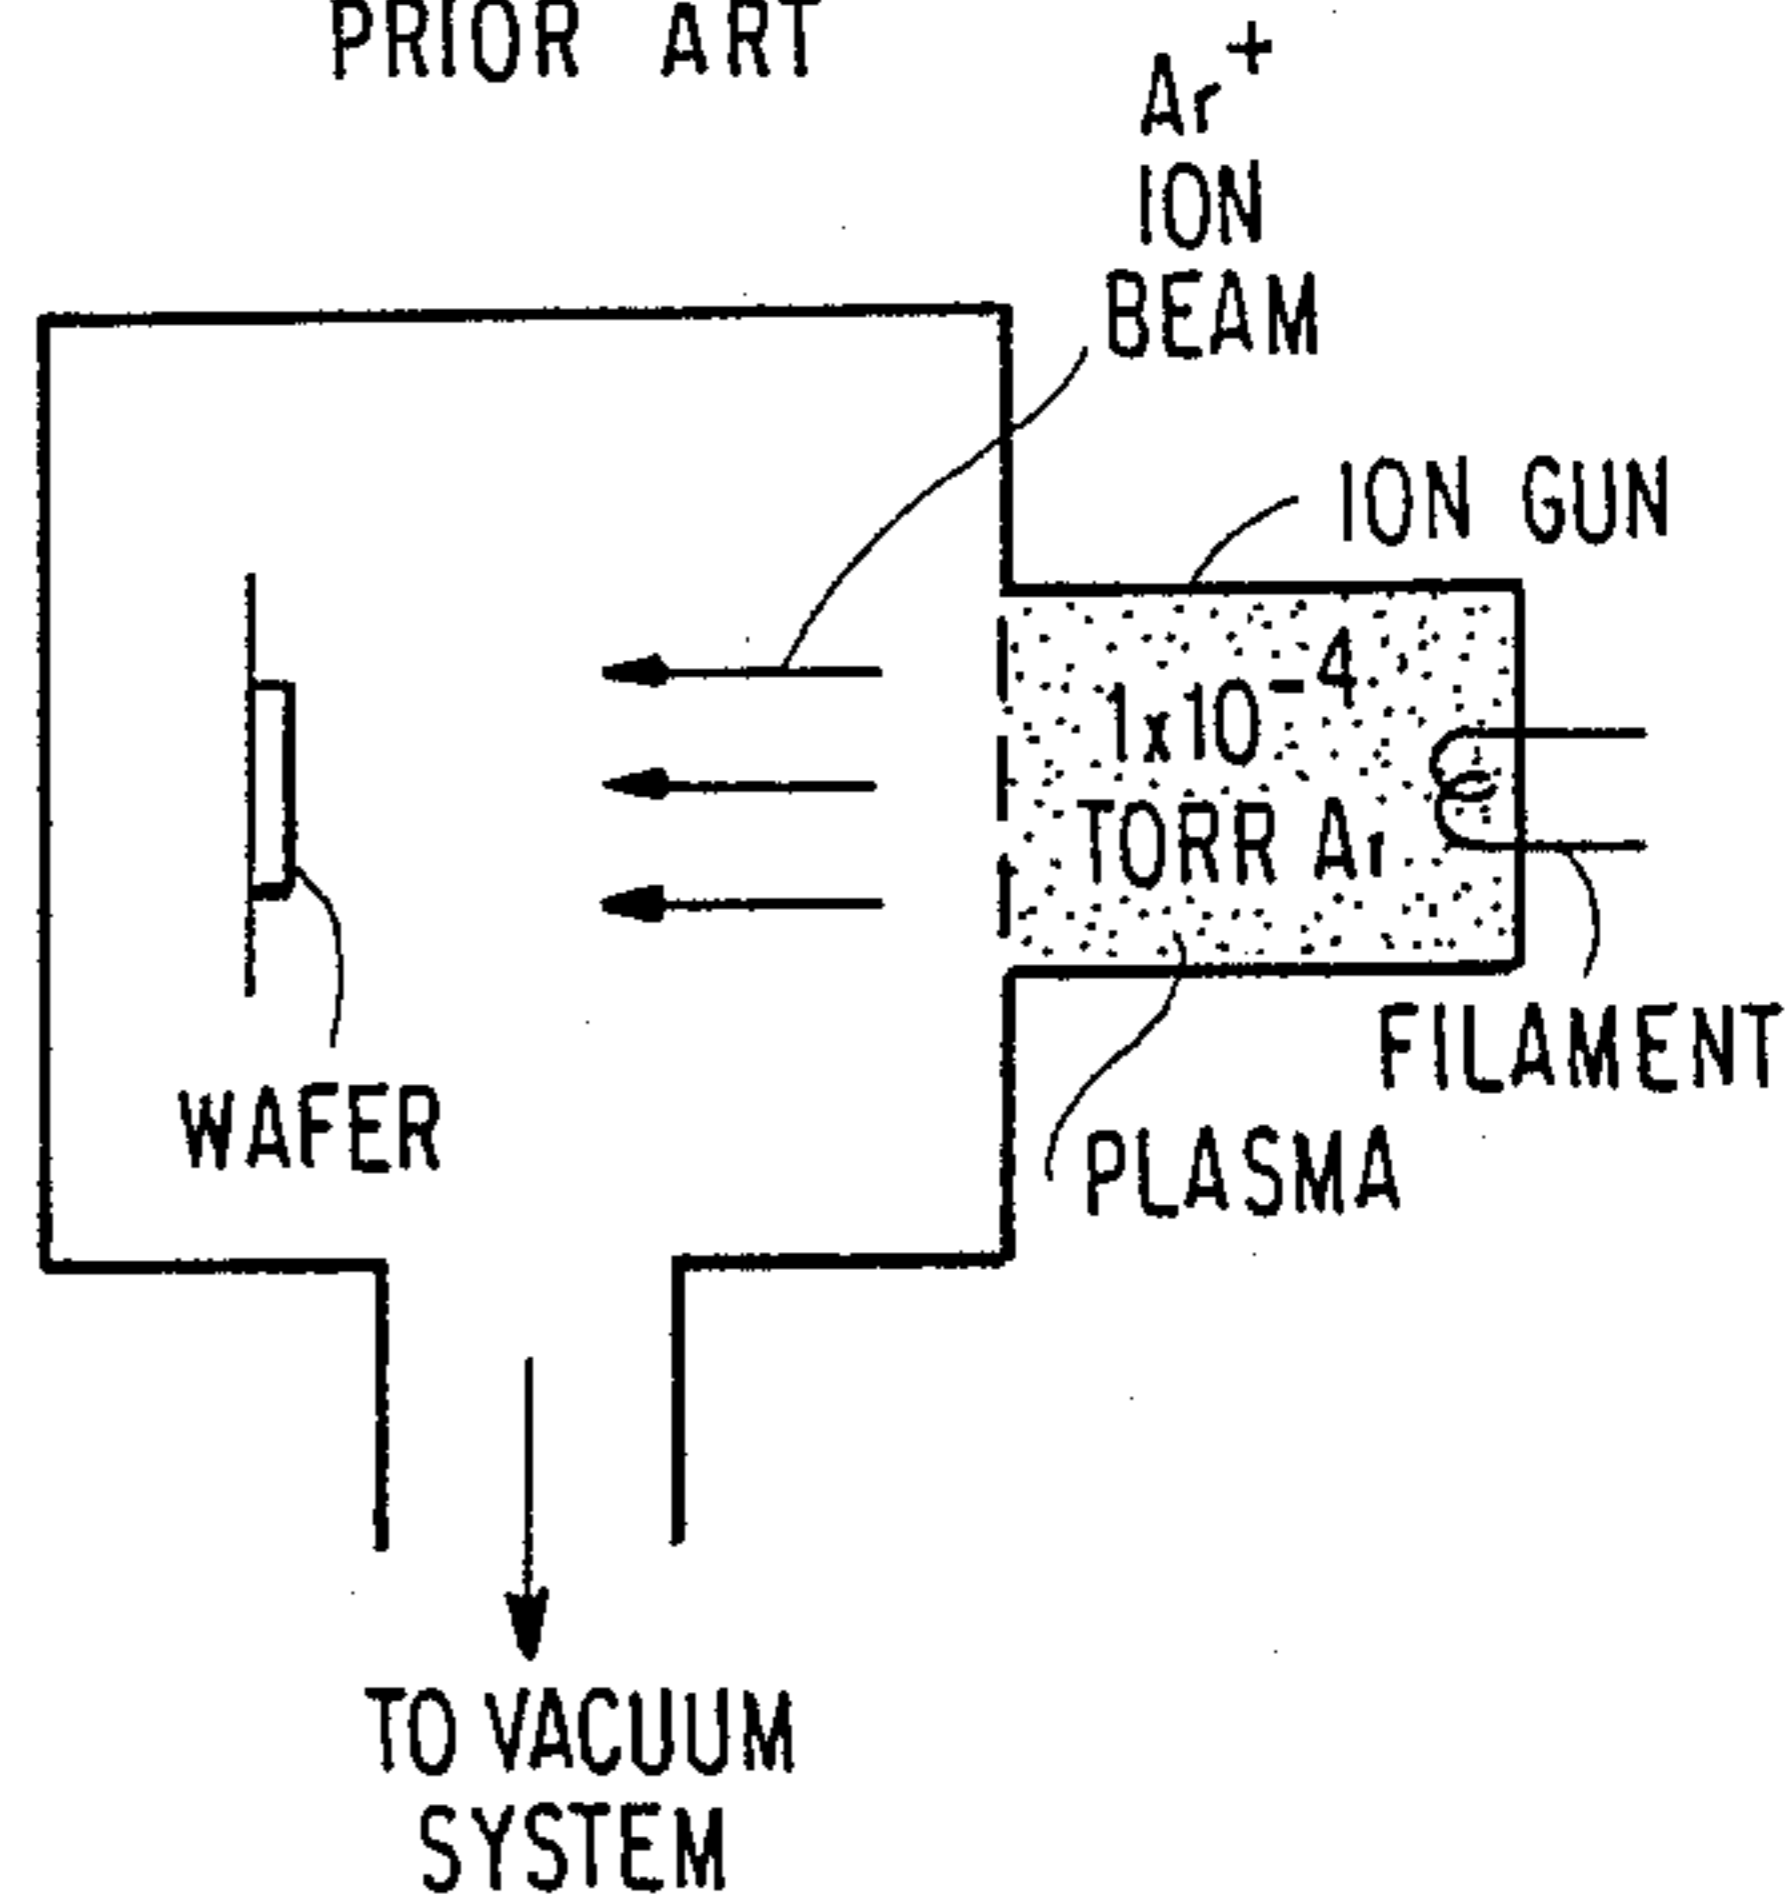 PRIOR ART
Ar+
ION
BEAM
ION GUN
1x10-4
TORR Ar
FILAMENT
PLASMA
WAFER
TO VACUUM
SYSTEM